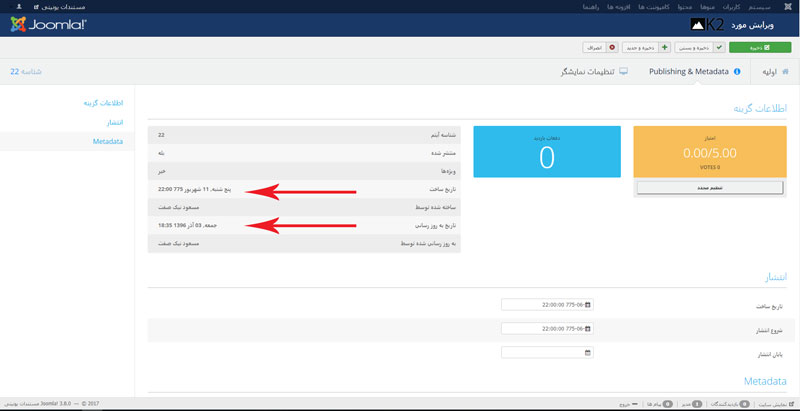 سیستم کاربران منوها محتوا کامپوننت ها افزونه ها راهنما
مستندات یونیتی
ویرایش مورد K2
Joomla!
ذخیره
ذخیره و بستن
ذخیره و جدید
انصراف
اولیه
Publishing & Metadata
تنظیمات نمایشگر
شناسه 22
اطلاعات گزینه
انتشار
Metadata
اطلاعات گزینه
امتیاز
0.00/5.00
VOTES 0
تنظیم مجدد
دفعات بازدید
0
شناسه آیتم 22
منتشر شده بله
ویژه‌ها خیر
تاریخ ساخت پنج شنبه, 11 شهریور 775 22:00
ساخته شده توسط مسعود نیک صفت
تاریخ به روز رسانی جمعه, 03 آذر 1396 18:35
به روز رسانی شده توسط مسعود نیک صفت
انتشار
تاریخ ساخت 22:00:00 775-06-
شروع انتشار 22:00:00 775-06-
پایان انتشار
Metadata
نمایش سایت 0 بازدیدکنندگان 1 مدیر 0 پیام ها خروج
مستندات یونیتی Joomla! 3.8.0 — © 2017